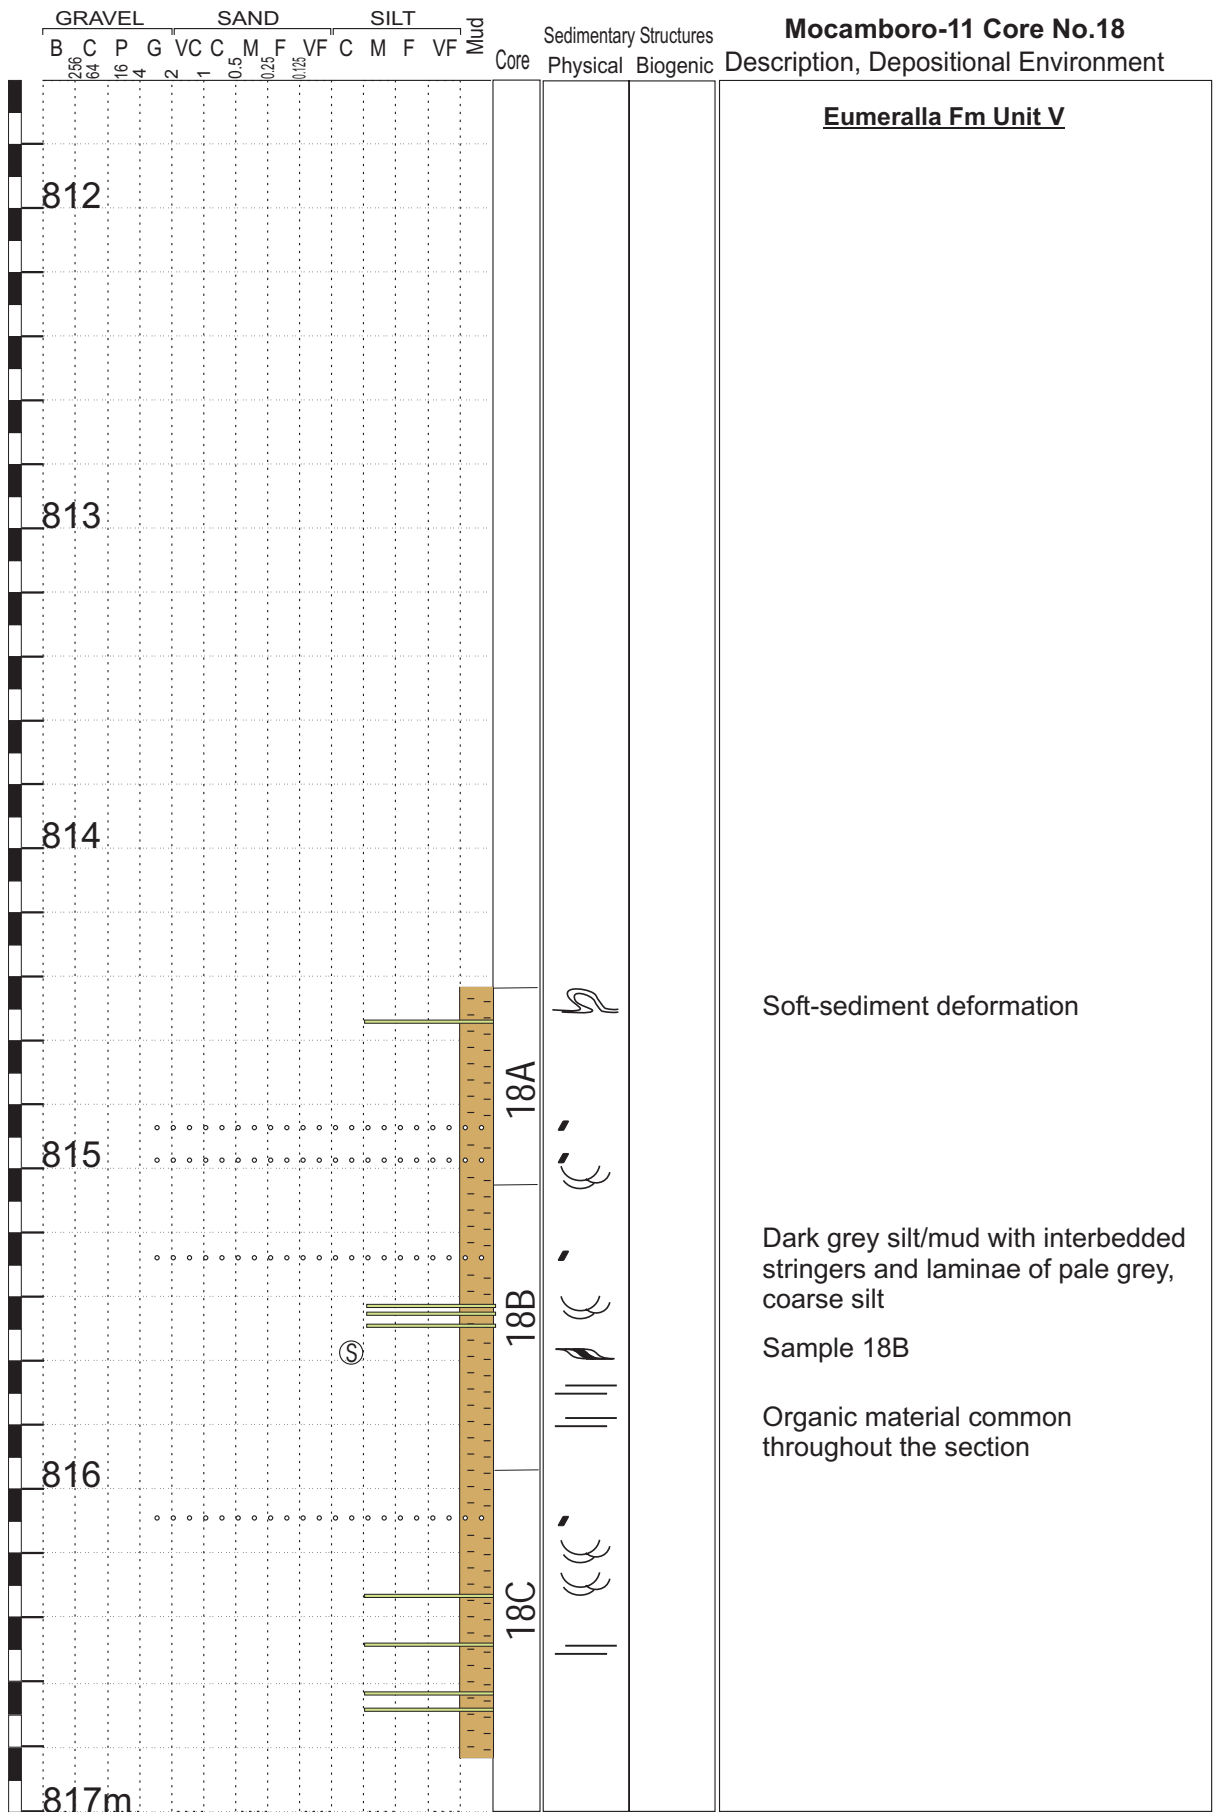 GRAVEL SAND SILT
B C P G VC C M F VF C M F VF Mud
256 64 16 4 2 1 0.5 0.25 0.125
Core
Sedimentary Structures
Physical Biogenic
Mocamboro-11 Core No.18
Description, Depositional Environment
Eumeralla Fm Unit V
812
813
814
Soft-sediment deformation
18A
815
Dark grey silt/mud with interbedded
stringers and laminae of pale grey,
coarse silt
18B
S
Sample 18B
Organic material common
throughout the section
816
18C
817m